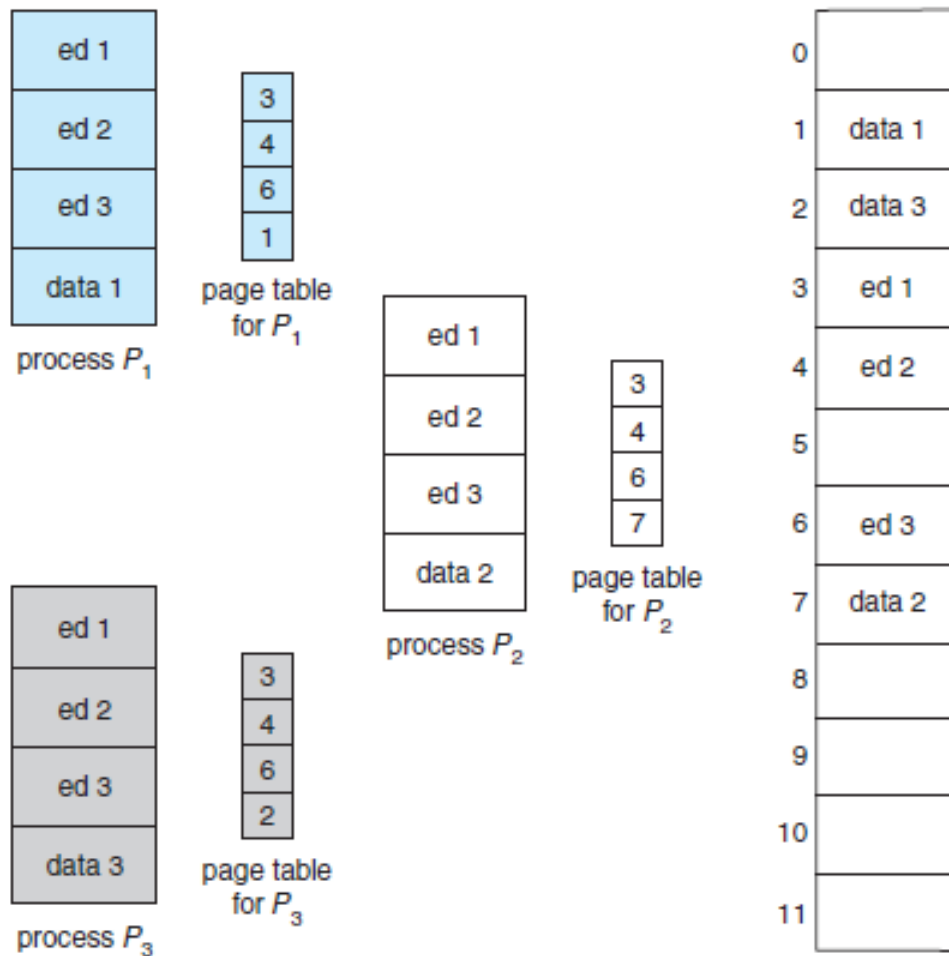 ed 1
ed 2
ed 3
data 1
process P1
3
4
6
1
page table
for P1
ed 1
ed 2
ed 3
data 2
process P2
3
4
6
7
page table
for P2
ed 1
ed 2
ed 3
data 3
process P3
3
4
6
2
page table
for P3
0
1 data 1
2 data 3
3 ed 1
4 ed 2
5
6 ed 3
7 data 2
8
9
10
11